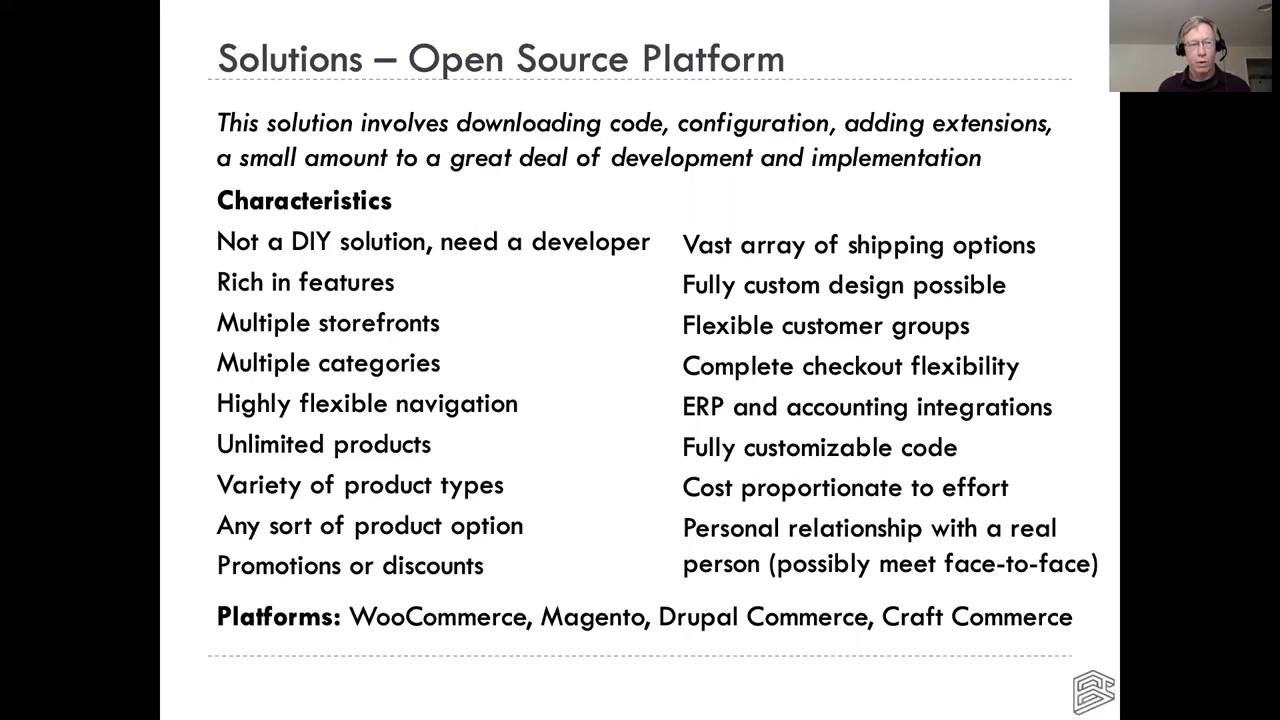 Solutions – Open Source Platform
This solution involves downloading code, configuration, adding extensions,
a small amount to a great deal of development and implementation
Characteristics
Not a DIY solution, need a developer
Rich in features
Multiple storefronts
Multiple categories
Highly flexible navigation
Unlimited products
Variety of product types
Any sort of product option
Promotions or discounts
Vast array of shipping options
Fully custom design possible
Flexible customer groups
Complete checkout flexibility
ERP and accounting integrations
Fully customizable code
Cost proportionate to effort
Personal relationship with a real
person (possibly meet face-to-face)
Platforms: WooCommerce, Magento, Drupal Commerce, Craft Commerce